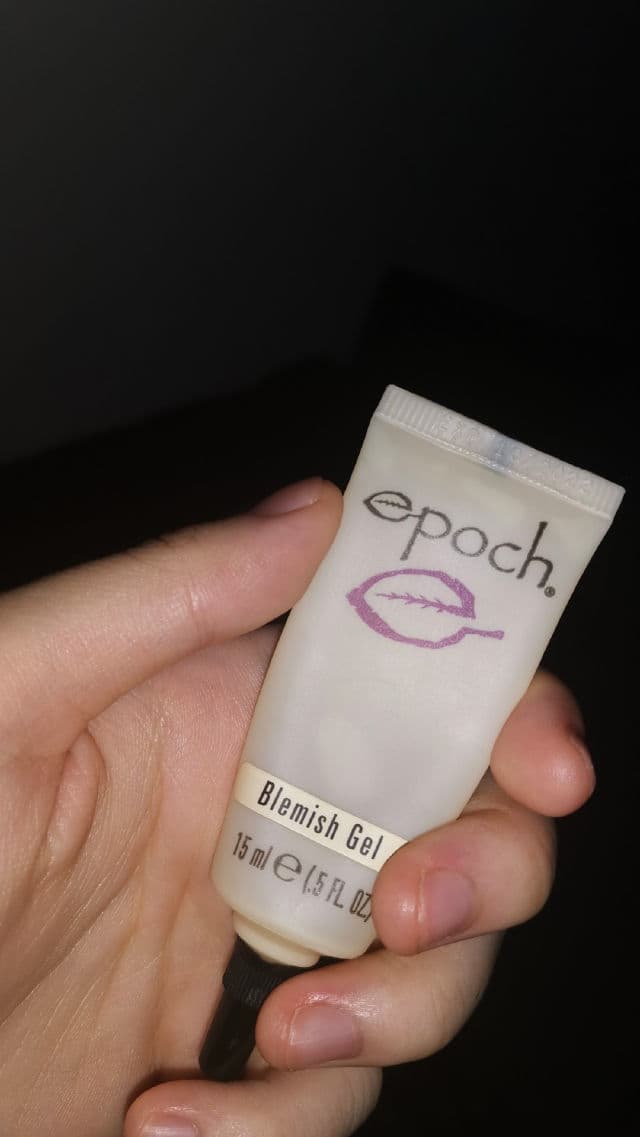 epoch®
Blemish Gel
15 ml ℮ (.5 FL. OZ)